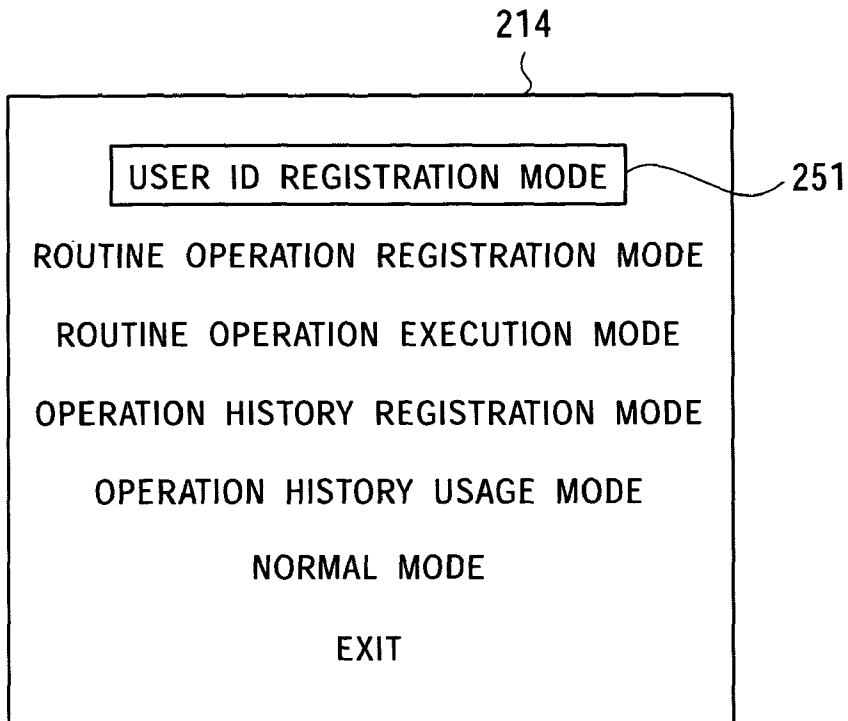 214
USER ID REGISTRATION MODE
251
ROUTINE OPERATION REGISTRATION MODE
ROUTINE OPERATION EXECUTION MODE
OPERATION HISTORY REGISTRATION MODE
OPERATION HISTORY USAGE MODE
NORMAL MODE
EXIT